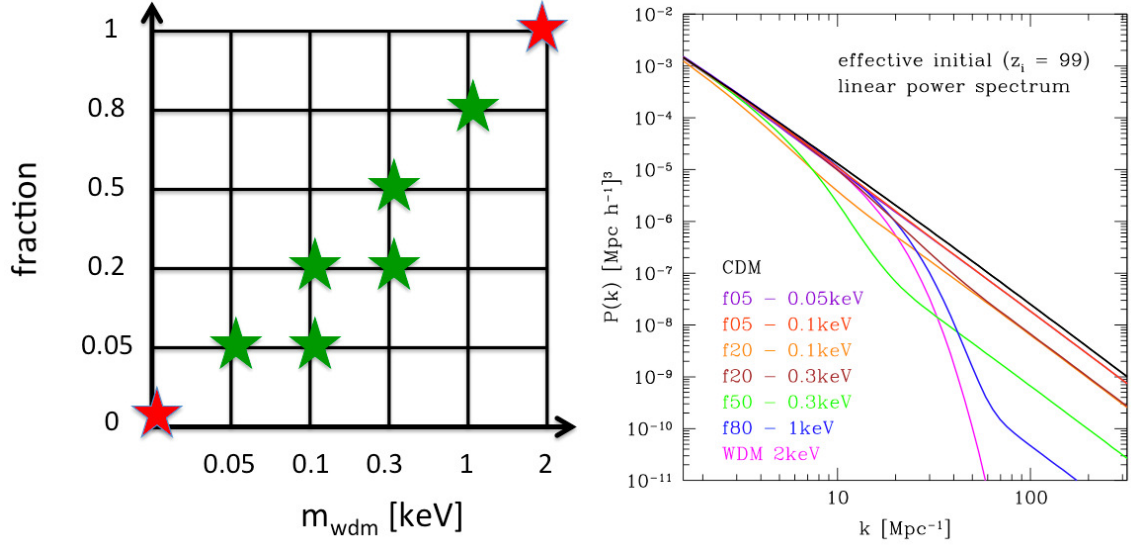 1
0.8
0.5
0.2
0.05
0
fraction
0.05 0.1 0.3 1 2
m_wdm [keV]
10⁻²
10⁻³
10⁻⁴
10⁻⁵
10⁻⁶
10⁻⁷
10⁻⁸
10⁻⁹
10⁻¹⁰
10⁻¹¹
P(k) [Mpc h⁻¹]³
effective initial (z_i = 99)
linear power spectrum
CDM
f05 - 0.05keV
f05 - 0.1keV
f20 - 0.1keV
f20 - 0.3keV
f50 - 0.3keV
f80 - 1keV
WDM 2keV
10 100
k [Mpc⁻¹]